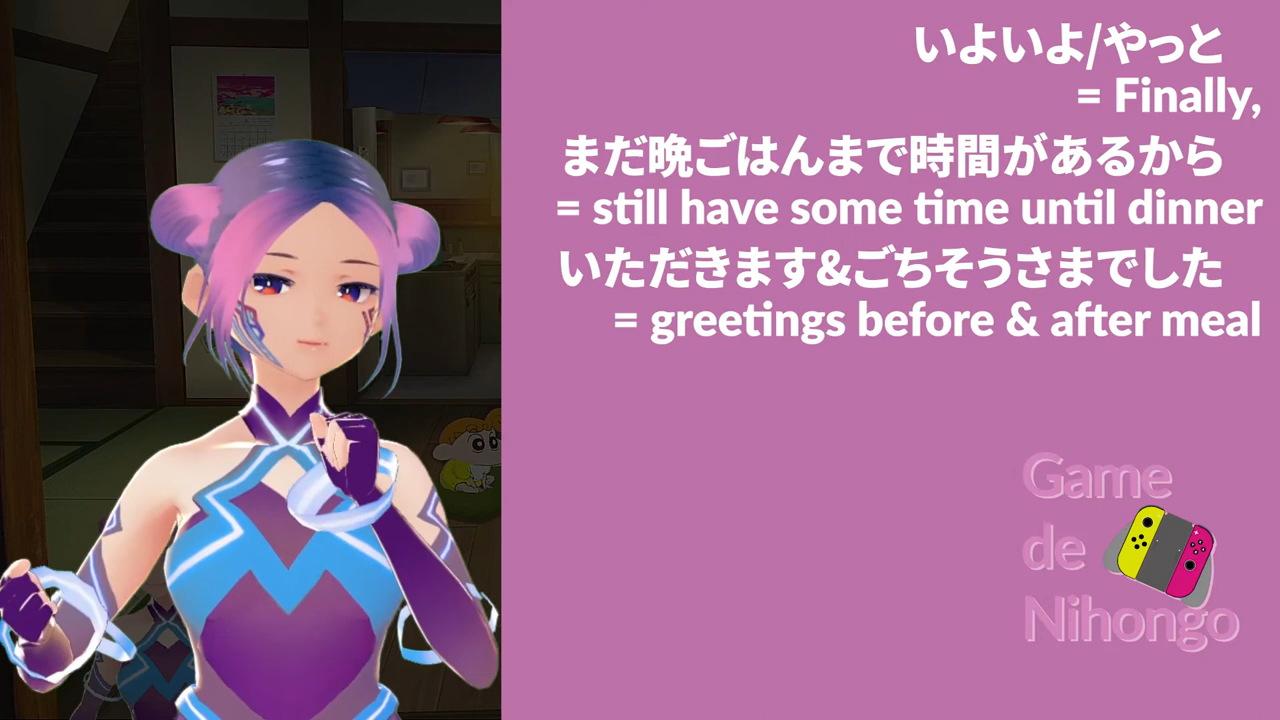 いよいよ/やっと
= Finally,
まだ晩ごはんまで時間があるから
= still have some time until dinner
いただきます&ごちそうさまでした
= greetings before & after meal
Game
de
Nihongo